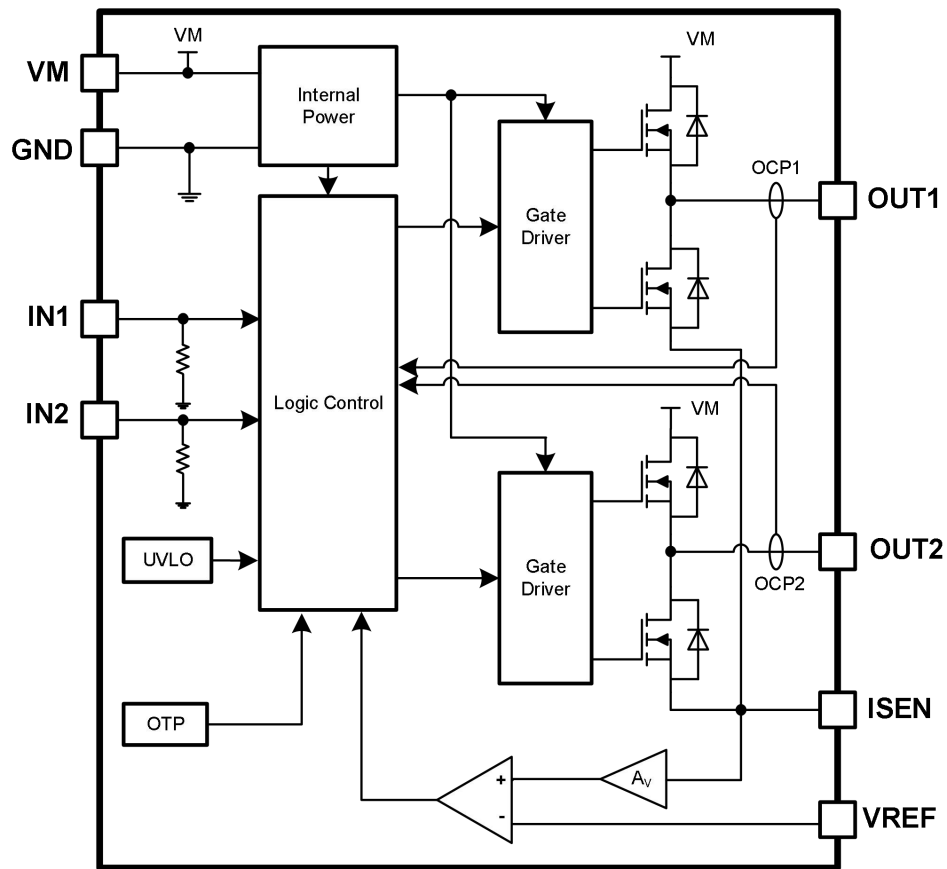 VM
VM
Internal
Power
VM
GND
OCP1
OUT1
Gate
Driver
IN1
IN2
Logic Control
VM
UVLO
Gate
Driver
OUT2
OCP2
OTP
ISEN
+
AV
-
VREF